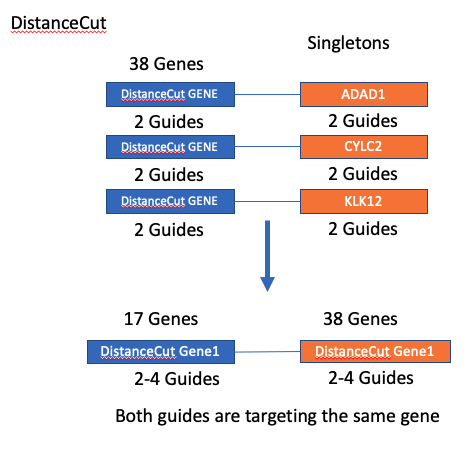 DistanceCut
Singletons
38 Genes
DistanceCut GENE ADAD1
2 Guides 2 Guides
DistanceCut GENE CYLC2
2 Guides 2 Guides
DistanceCut GENE KLK12
2 Guides 2 Guides
17 Genes 38 Genes
DistanceCut Gene1 DistanceCut Gene1
2-4 Guides 2-4 Guides
Both guides are targeting the same gene